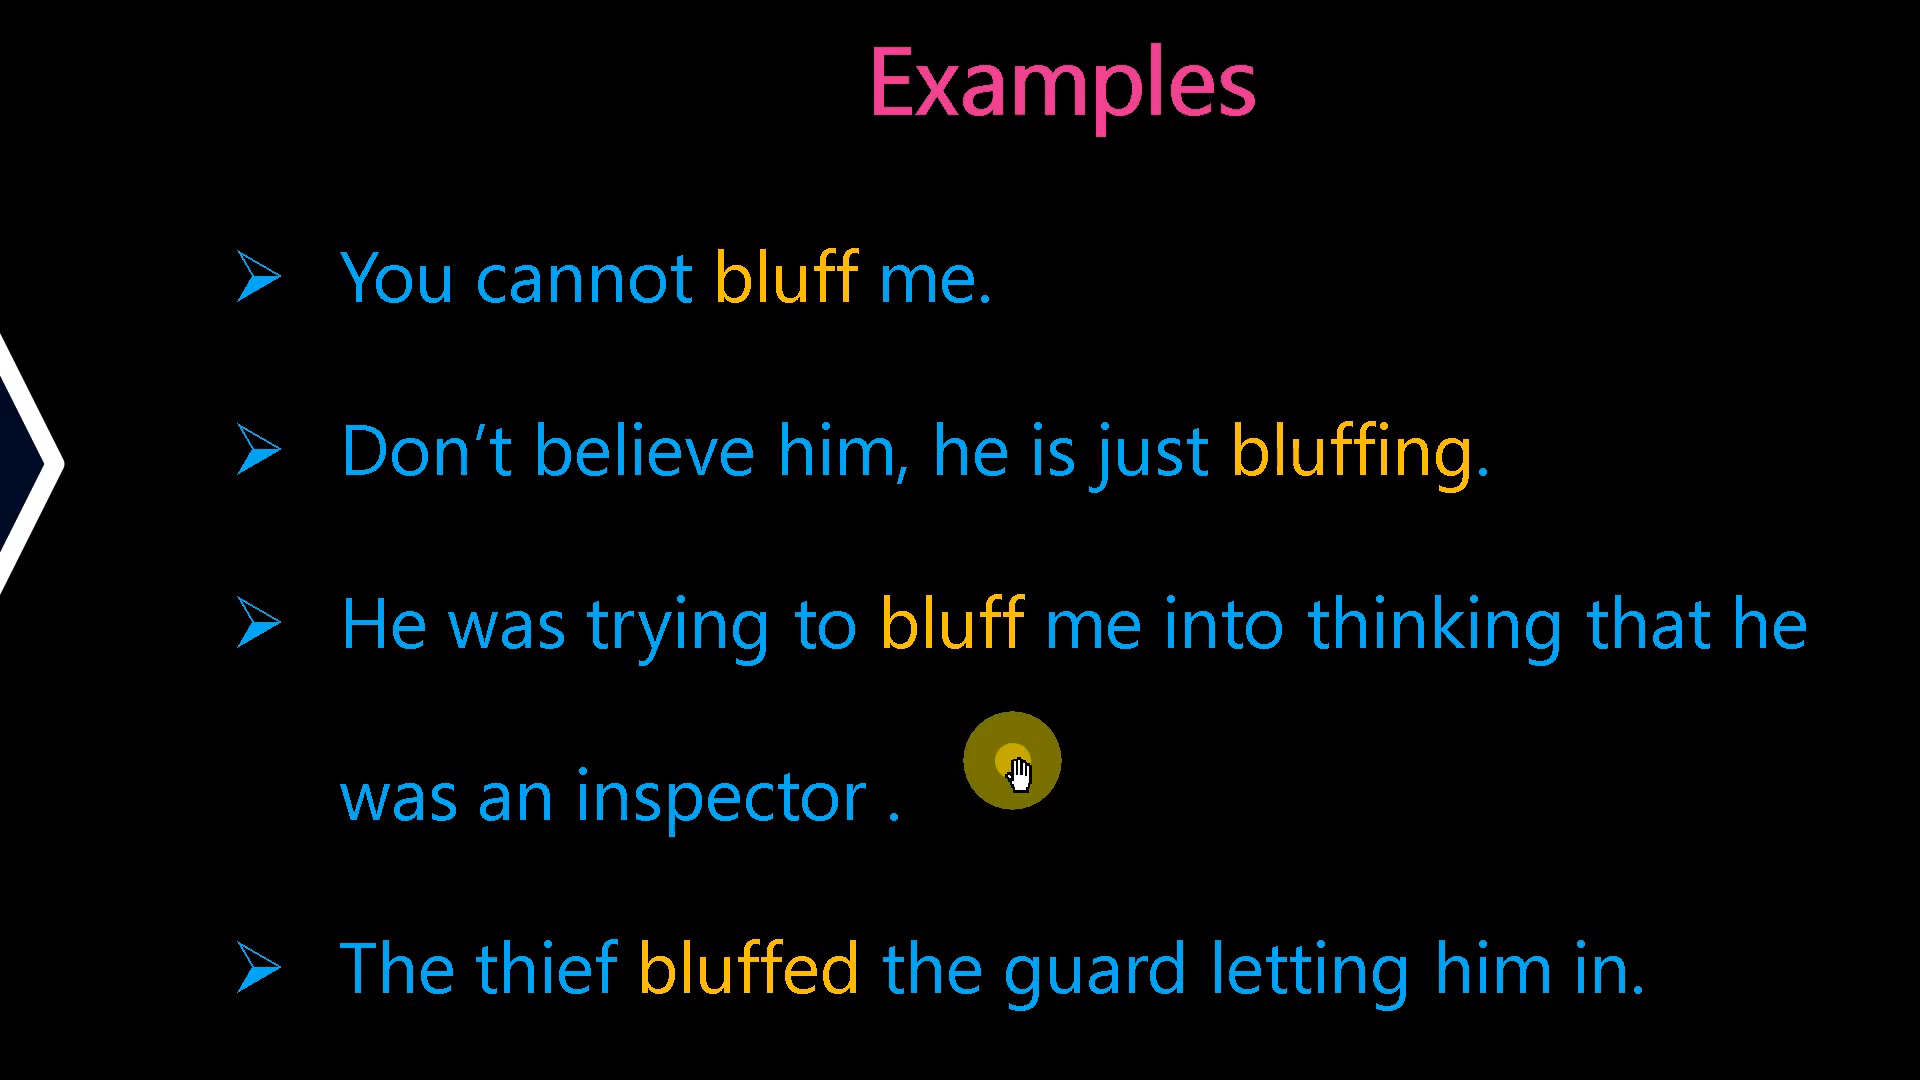 Examples
You cannot bluff me.
Don’t believe him, he is just bluffing.
He was trying to bluff me into thinking that he
was an inspector .
The thief bluffed the guard letting him in.